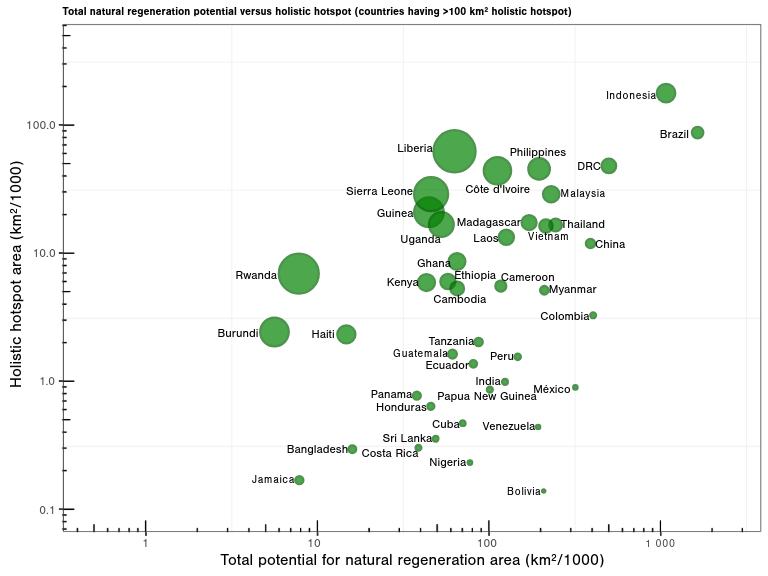 Total natural regeneration potential versus holistic hotspot (countries having >100 km² holistic hotspot)
Holistic hotspot area (km²/1000)
100.0
10.0
1.0
0.1
Indonesia
Brazil
Liberia
Philippines
DRC
Sierra Leone
Côte d'Ivoire
Malaysia
Guinea
Madagascar
Thailand
Uganda
Laos
Vietnam
China
Ghana
Rwanda
Kenya
Ethiopia
Cameroon
Cambodia
Myanmar
Colombia
Burundi
Haiti
Tanzania
Guatemala
Peru
Ecuador
India
México
Panama
Papua New Guinea
Honduras
Cuba
Venezuela
Sri Lanka
Bangladesh
Costa Rica
Nigeria
Jamaica
Bolivia
1
10
100
1 000
Total potential for natural regeneration area (km²/1000)